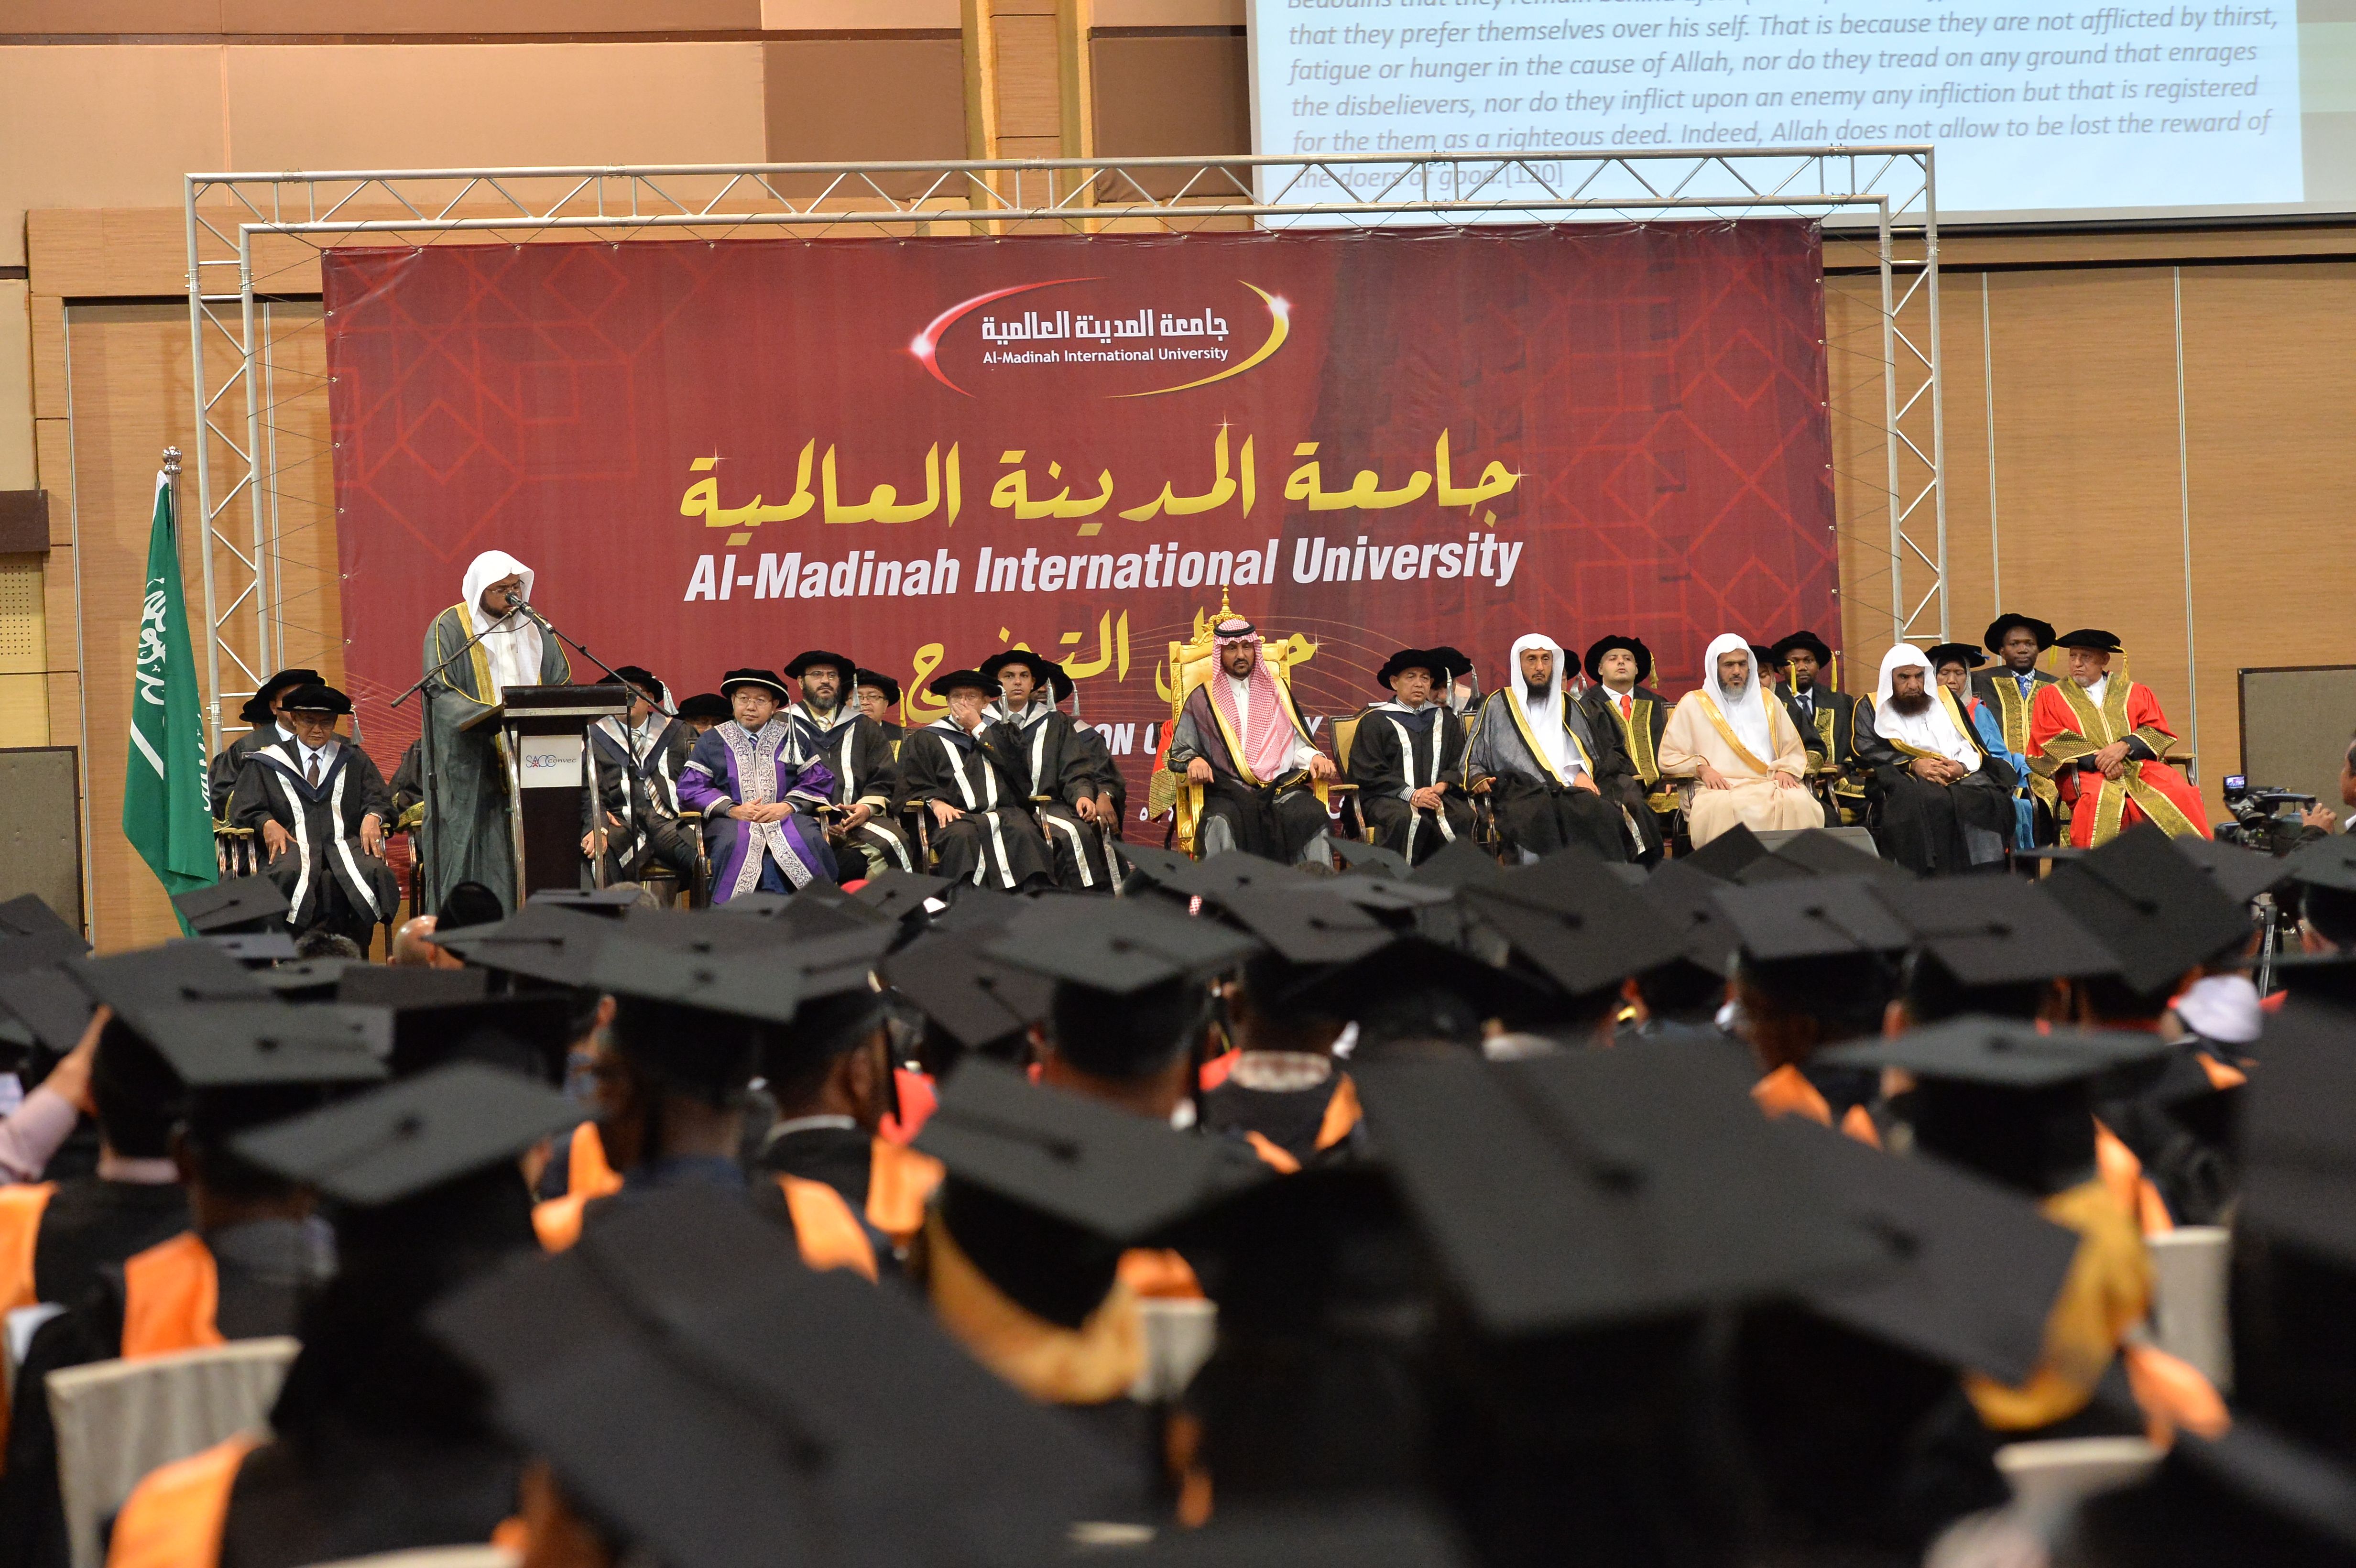 that they prefer themselves over his self. That is because they are not afflicted by thirst,
fatigue or hunger in the cause of Allah, nor do they tread on any ground that enrages
the disbelievers, nor do they inflict upon an enemy any infliction but that is registered
for the them as a righteous deed. Indeed, Allah does not allow to be lost the reward of
the doers of good.[120]
جامعة المدينة العالمية
Al-Madinah International University
جامعة المدينة العالمية
Al-Madinah International University
التخرج
ON
SACC convec